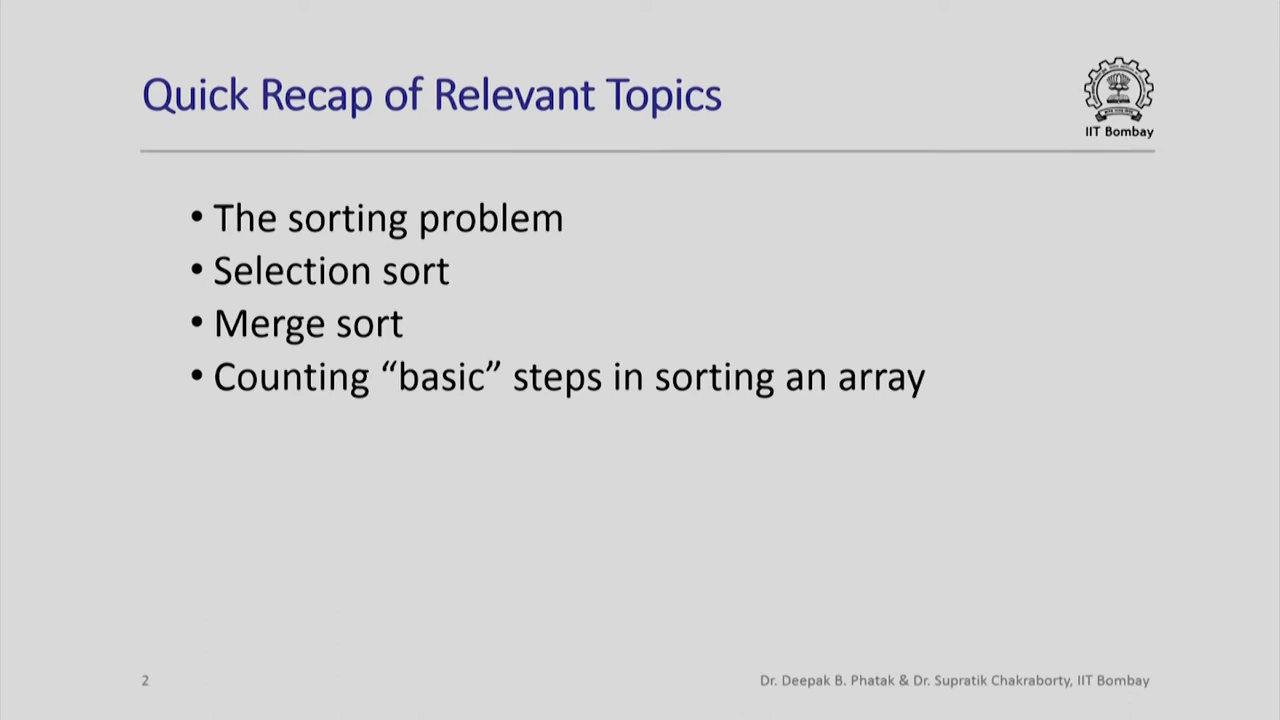 Quick Recap of Relevant Topics
IIT Bombay
• The sorting problem
• Selection sort
• Merge sort
• Counting “basic” steps in sorting an array
2
Dr. Deepak B. Phatak & Dr. Supratik Chakraborty, IIT Bombay